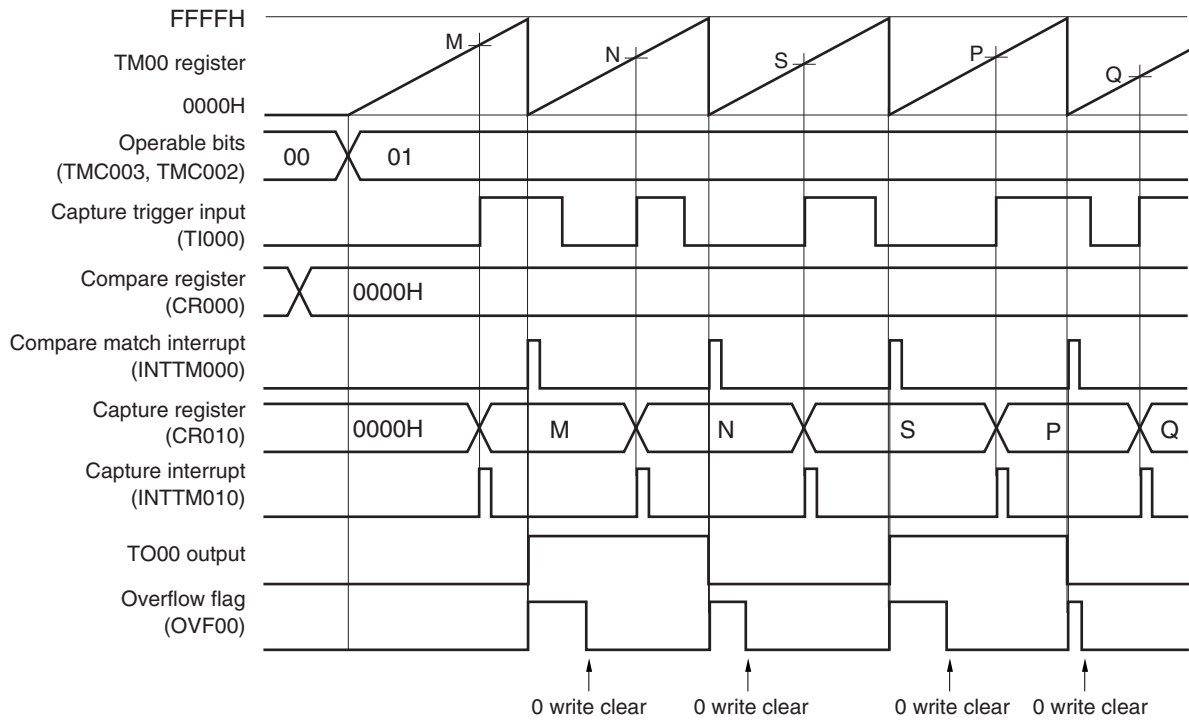 FFFFH
TM00 register
0000H
M N S P Q
Operable bits
(TMC003, TMC002)
00 01
Capture trigger input
(TI000)
Compare register
(CR000)
0000H
Compare match interrupt
(INTTM000)
Capture register
(CR010)
0000H M N S P Q
Capture interrupt
(INTTM010)
TO00 output
Overflow flag
(OVF00)
0 write clear 0 write clear 0 write clear 0 write clear